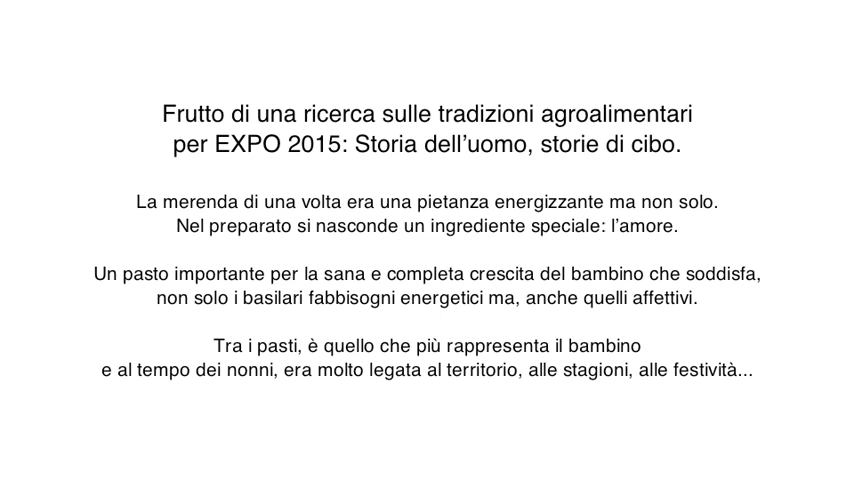 Frutto di una ricerca sulle tradizioni agroalimentari
per EXPO 2015: Storia dell'uomo, storie di cibo.
La merenda di una volta era una pietanza energizzante ma non solo.
Nel preparato si nasconde un ingrediente speciale: l'amore.
Un pasto importante per la sana e completa crescita del bambino che soddisfa,
non solo i basilari fabbisogni energetici ma, anche quelli affettivi.
Tra i pasti, è quello che più rappresenta il bambino
e al tempo dei nonni, era molto legata al territorio, alle stagioni, alle festività...